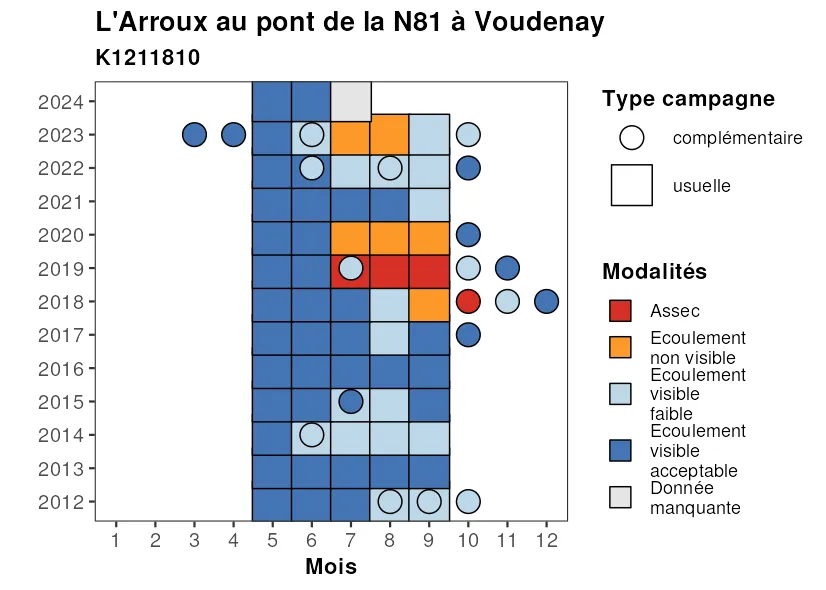 L'Arroux au pont de la N81 à Voudenay
K1211810
2024
2023
2022
2021
2020
2019
2018
2017
2016
2015
2014
2013
2012
1 2 3 4 5 6 7 8 9 10 11 12
Mois
Type campagne
complémentaire
usuelle
Modalités
Assec
Ecoulement
non visible
Ecoulement
visible
faible
Ecoulement
visible
acceptable
Donnée
manquante